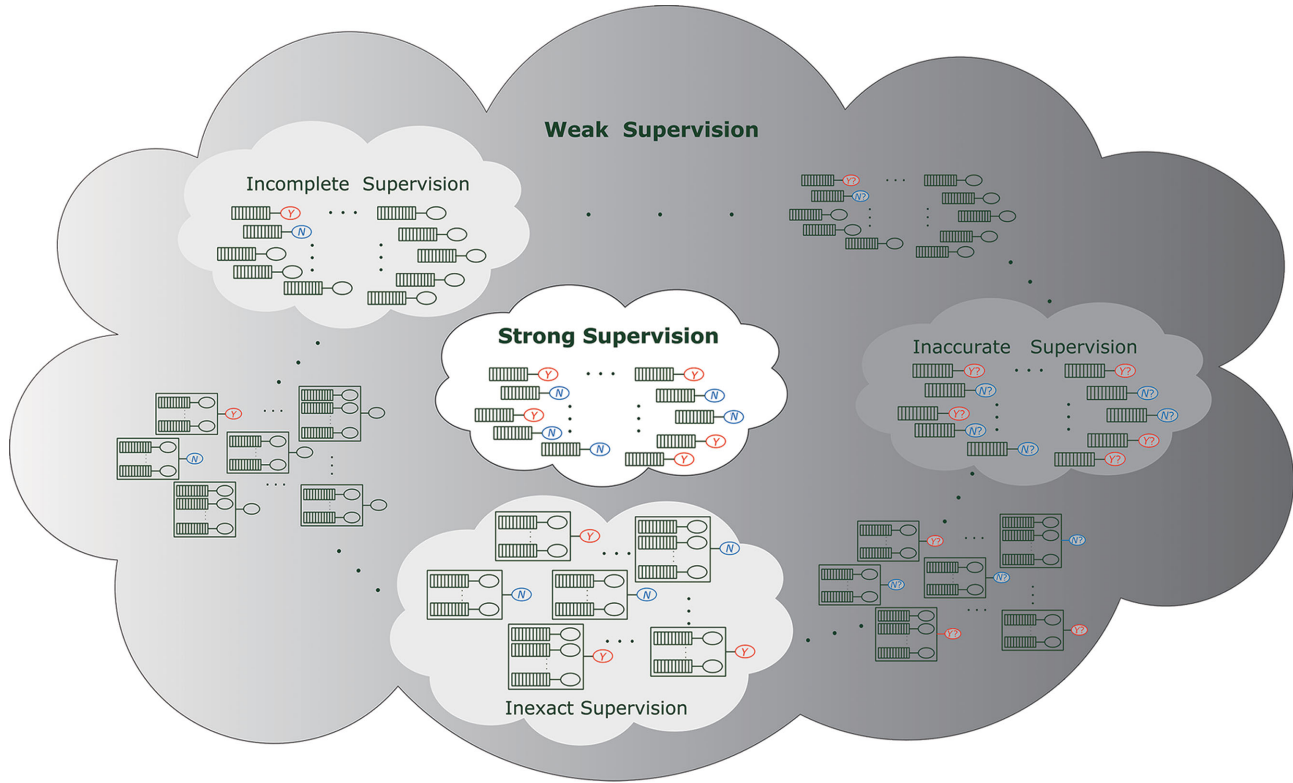 Weak Supervision
Incomplete Supervision
Y
N
Y?
N?
Strong Supervision
Y Y
N N
Y N
N Y
N Y
Inaccurate Supervision
Y? Y?
N? N?
Y? N?
N? Y?
N? Y?
Y
N
Y
N
N N
Y Y
Y? N?
N? N?
Y? Y?
Inexact Supervision